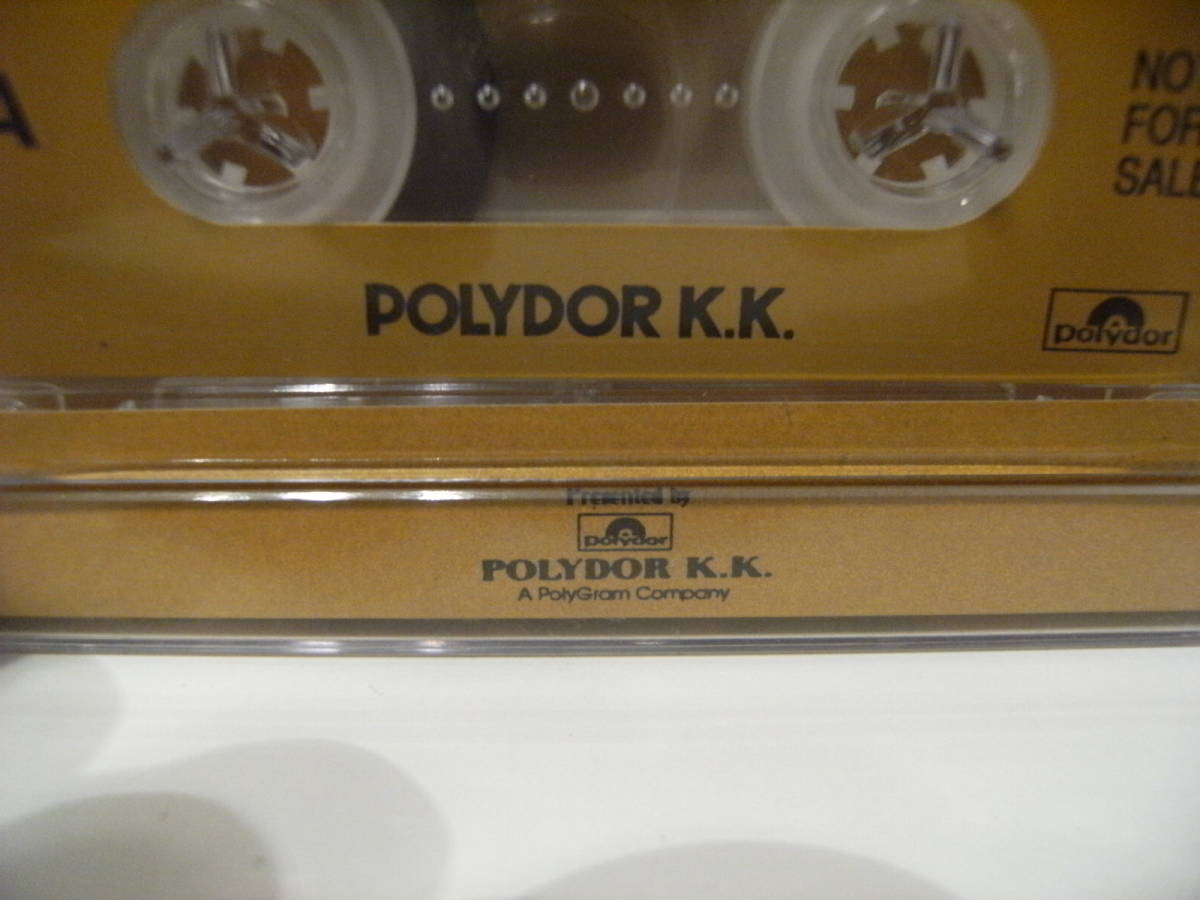 A
NOT
FOR
SALE
POLYDOR K.K.
polydor
Presented by
polydor
POLYDOR K.K.
A PolyGram Company